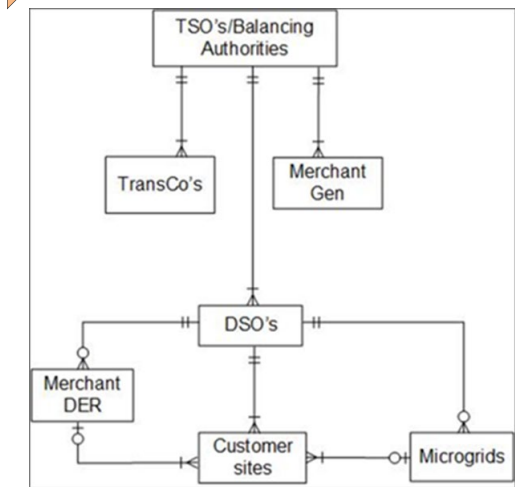 TSO's/Balancing
Authorities
TransCo's
Merchant
Gen
DSO's
Merchant
DER
Customer
sites
Microgrids